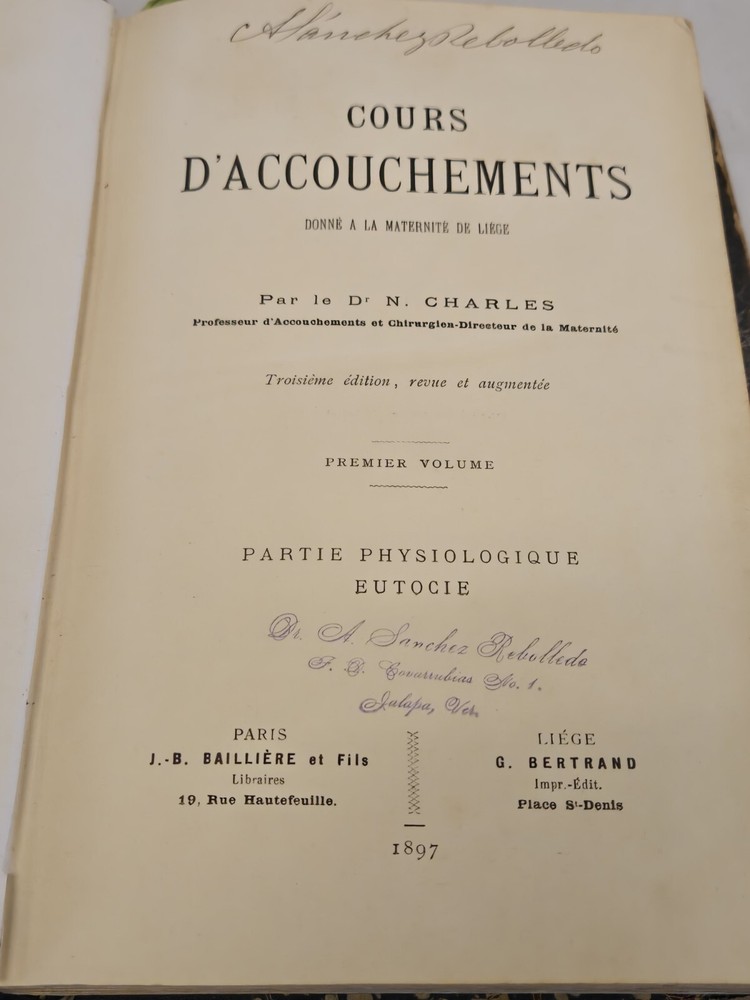 A Sánchez Rebolledo
COURS
D'ACCOUCHEMENTS
DONNÉ A LA MATERNITÉ DE LIÉGE
Par le Dr N. CHARLES
Professeur d'Accouchements et Chirurgien-Directeur de la Maternité
Troisième édition, revue et augmentée
PREMIER VOLUME
PARTIE PHYSIOLOGIQUE
EUTOCIE
Dr. A. Sanchez Rebolledo
F. D. Covarrubias No. 1.
Jalapa, Ver.
PARIS
J.-B. BAILLIÈRE et Fils
Libraires
19, Rue Hautefeuille.
LIÉGE
G. BERTRAND
Impr.-Édit.
Place St-Denis
1897